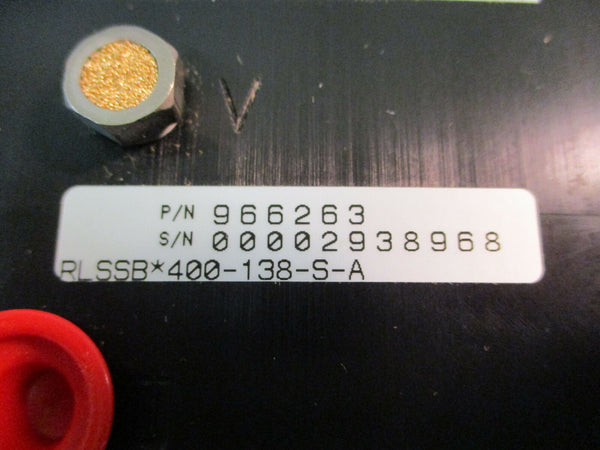 V
P/N 966263
S/N 00002938968
RLSSB*400-138-S-A